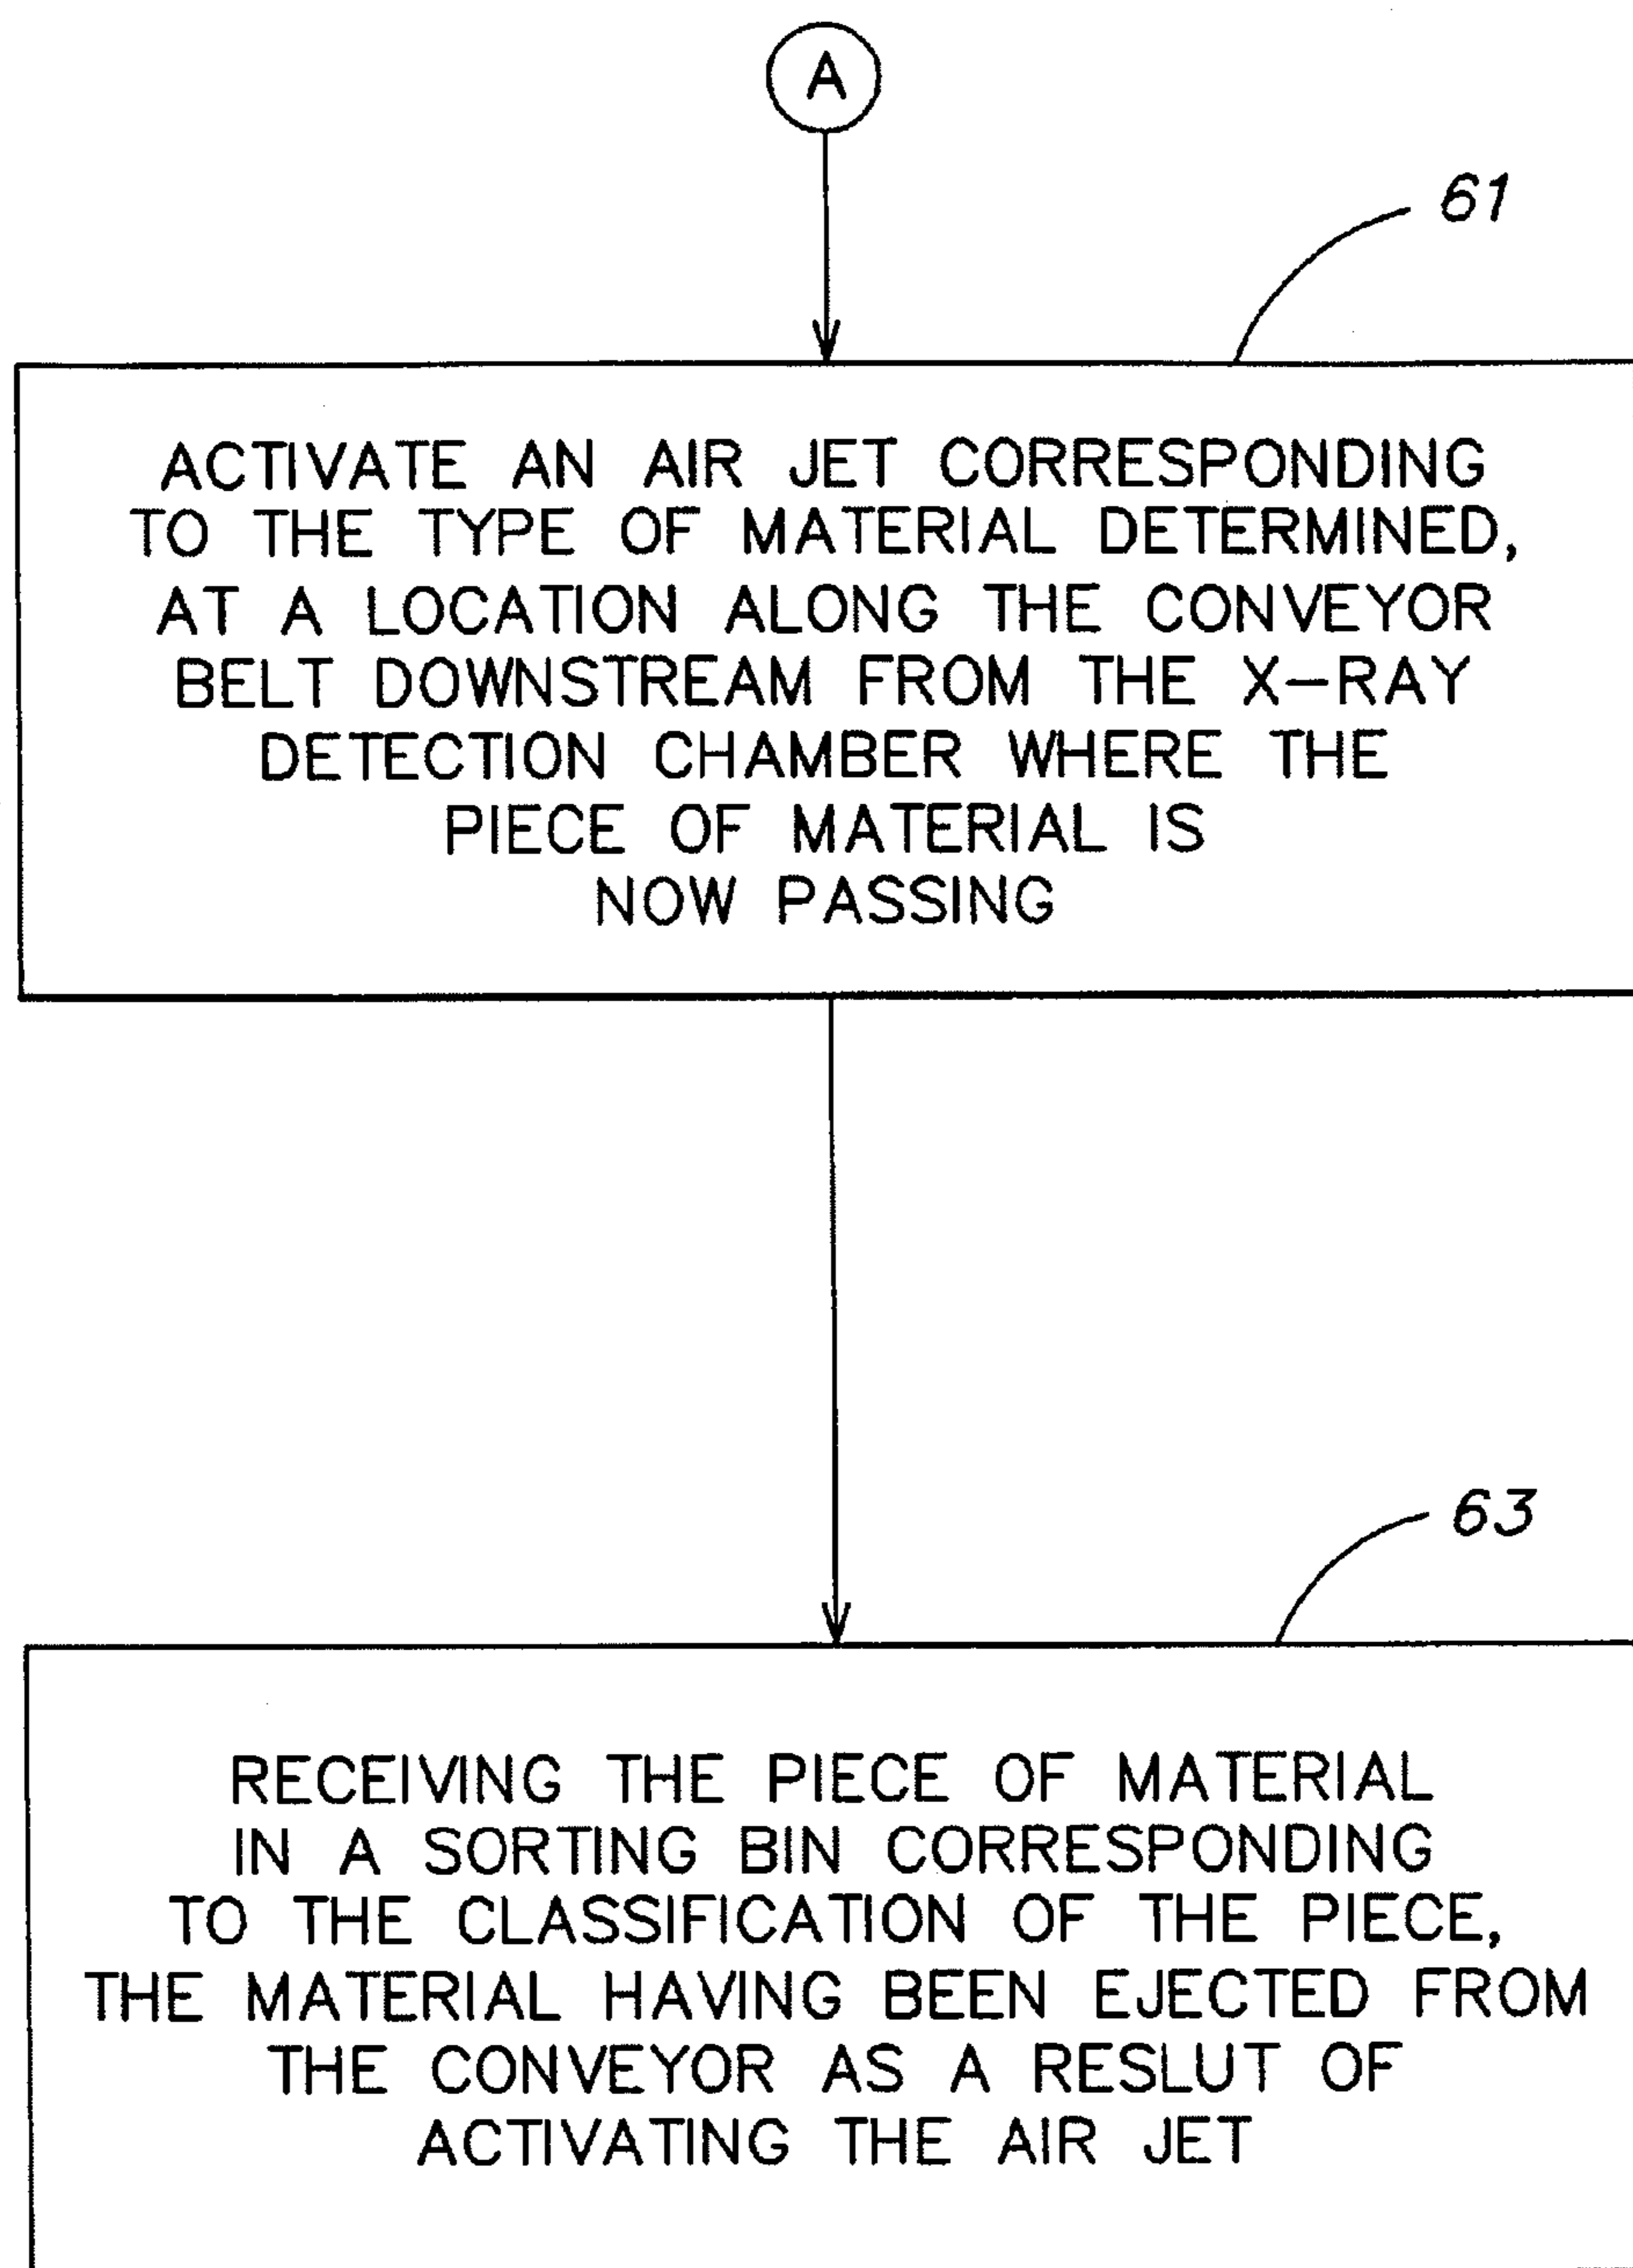 A
61
ACTIVATE AN AIR JET CORRESPONDING
TO THE TYPE OF MATERIAL DETERMINED,
AT A LOCATION ALONG THE CONVEYOR
BELT DOWNSTREAM FROM THE X-RAY
DETECTION CHAMBER WHERE THE
PIECE OF MATERIAL IS
NOW PASSING
63
RECEIVING THE PIECE OF MATERIAL
IN A SORTING BIN CORRESPONDING
TO THE CLASSIFICATION OF THE PIECE,
THE MATERIAL HAVING BEEN EJECTED FROM
THE CONVEYOR AS A RESLUT OF
ACTIVATING THE AIR JET